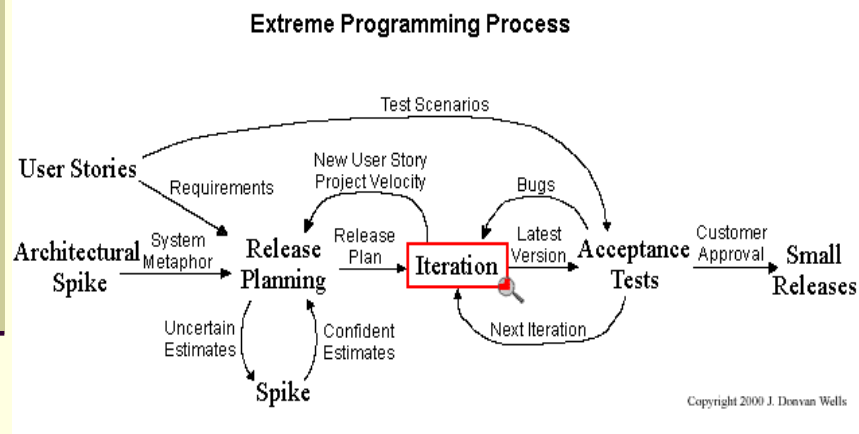 Extreme Programming Process
Test Scenarios
User Stories
New User Story
Project Velocity
Requirements
Bugs
Architectural
Spike
System
Metaphor
Release
Planning
Release
Plan
Iteration
Latest
Version
Acceptance
Tests
Customer
Approval
Small
Releases
Uncertain
Estimates
Confident
Estimates
Next Iteration
Spike
Copyright 2000 J. Donvan Wells